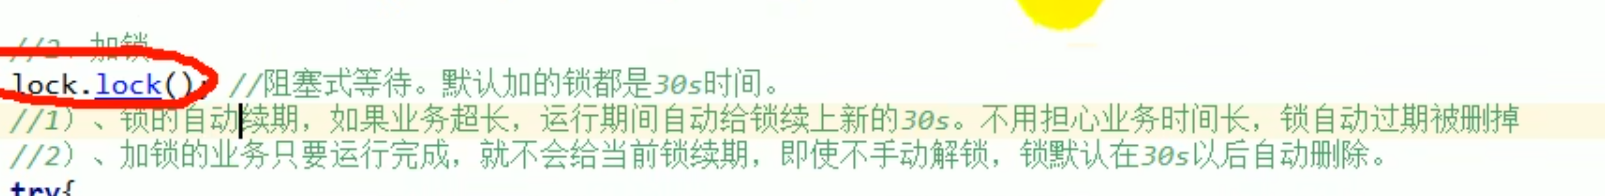 //2、加锁
lock.lock(); //阻塞式等待。默认加的锁都是30s时间。
//1）、锁的自动续期，如果业务超长，运行期间自动给锁续上新的30s。不用担心业务时间长，锁自动过期被删掉
//2）、加锁的业务只要运行完成，就不会给当前锁续期，即使不手动解锁，锁默认在30s以后自动删除。
try{